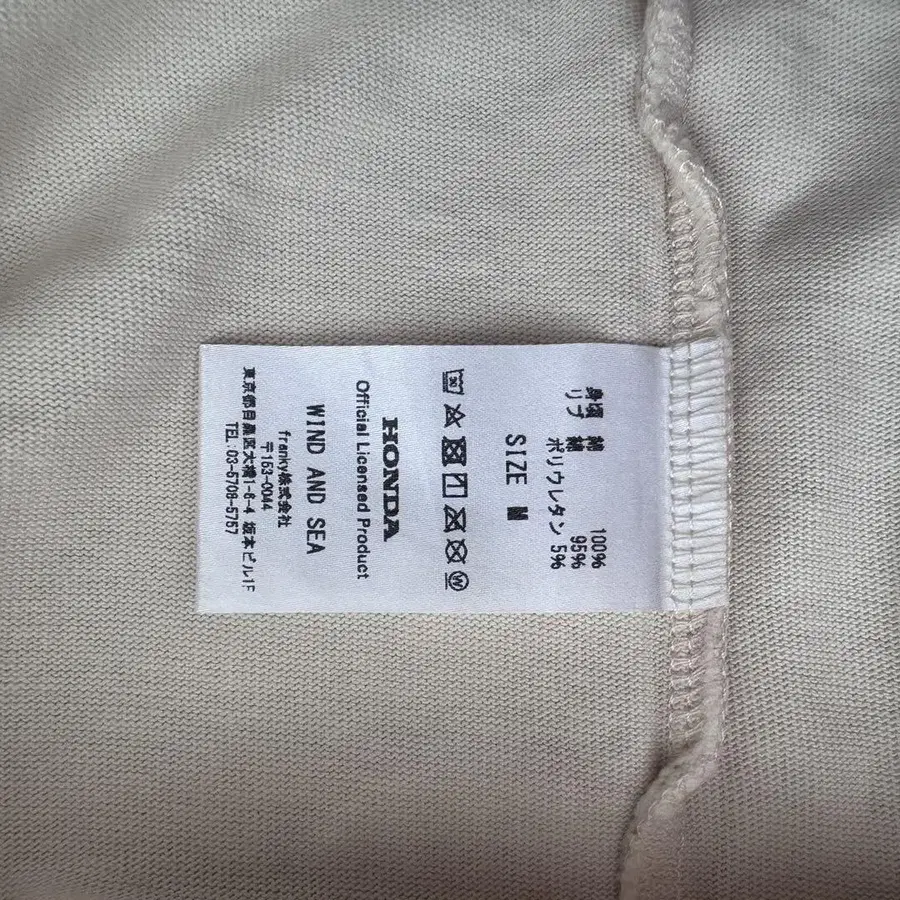 身頃 綿 100%
リブ 綿 95%
ポリウレタン 5%
SIZE M
30
W
HONDA
Official Licensed Product
WIND AND SEA
franky株式会社
〒153-0044
東京都目黒区大橋1-6-4 坂本ビル1F
TEL:03-5708-5757